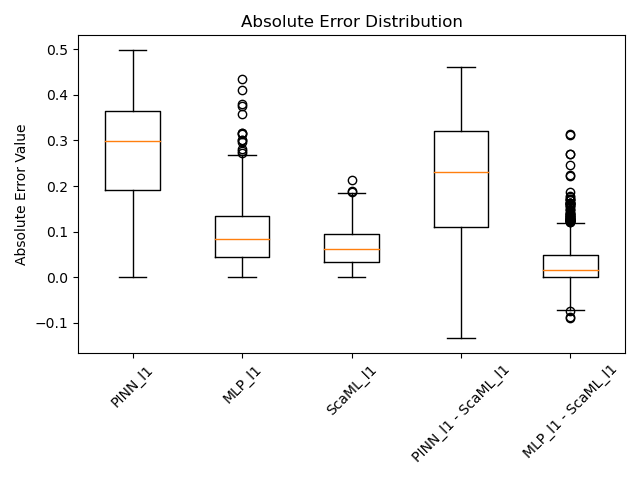 Absolute Error Distribution
Absolute Error Value
0.5
0.4
0.3
0.2
0.1
0.0
−0.1
PINN_l1
MLP_l1
ScaML_l1
PINN_l1 - ScaML_l1
MLP_l1 - ScaML_l1